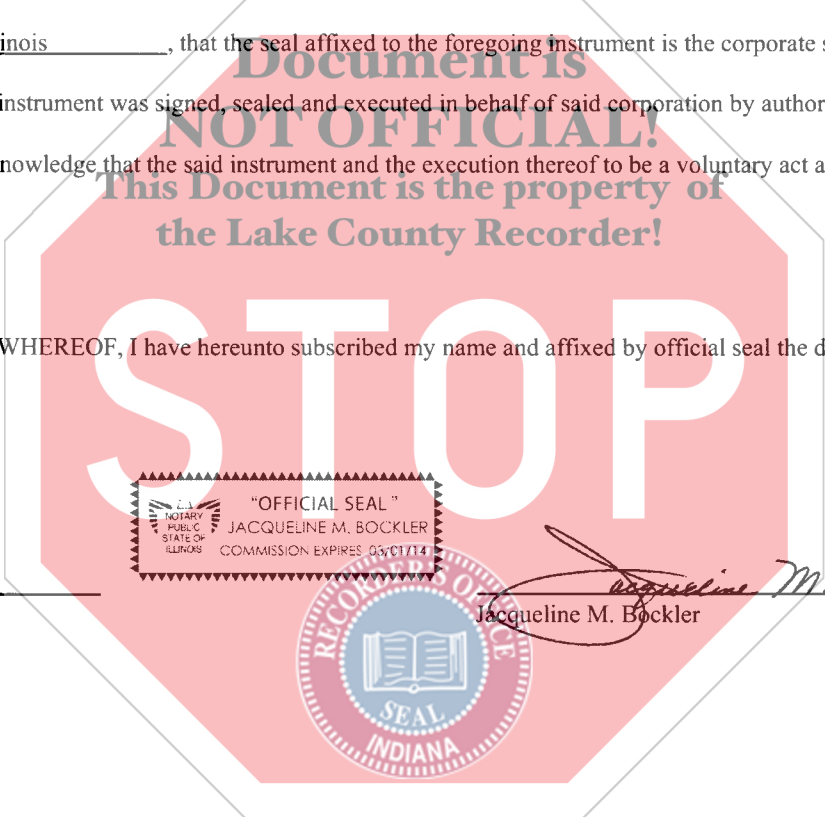 inois, that the seal affixed to the foregoing instrument is the corporate s
Document is
instrument was signed, sealed and executed in behalf of said corporation by author
NOT OFFICIAL!
nowledge that the said instrument and the execution thereof to be a voluntary act a
This Document is the property of
the Lake County Recorder!
STOP
WHEREOF, I have hereunto subscribed my name and affixed by official seal the d
"OFFICIAL SEAL"
NOTARY
PUBLIC
STATE OF
ILLINOIS
JACQUELINE M. BOCKLER
COMMISSION EXPIRES 03/01/14
Jacqueline M
Jacqueline M. Bockler
RECORDER'S OFFICE
SEAL
INDIANA